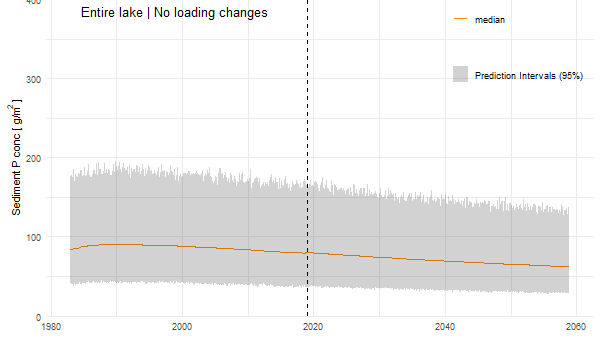 400
Entire lake | No loading changes
median
300
Prediction Intervals (95%)
Sediment P conc [ g/m² ]
200
100
0
1980
2000
2020
2040
2060